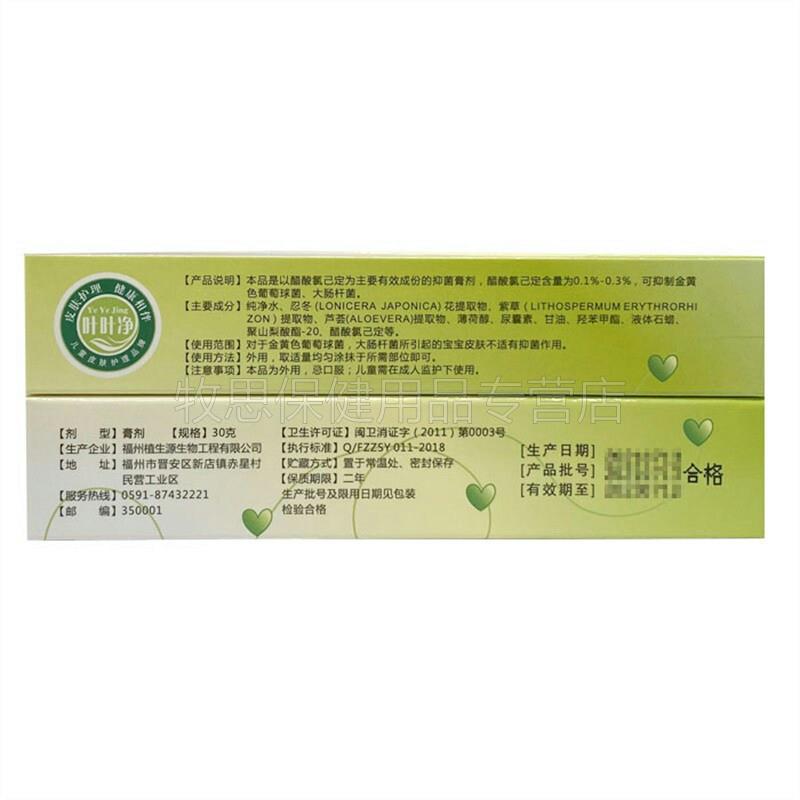 皮肤护理 健康相伴
Ye Ye Jing
叶叶净
儿童皮肤护理品牌
【产品说明】本品是以醋酸氯己定为主要有效成份的抑菌膏剂，醋酸氯己定含量为0.1%-0.3%，可抑制金黄
色葡萄球菌、大肠杆菌。
【主要成分】纯净水、忍冬(LONICERA JAPONICA)花提取物、紫草(LITHOSPERMUM ERYTHRORHI
ZON）提取物、芦荟(ALOEVERA)提取物、薄荷醇、尿囊素、甘油、羟苯甲酯、液体石蜡、
聚山梨酸酯-20、醋酸氯己定等。
【使用范围】对于金黄色葡萄球菌，大肠杆菌所引起的宝宝皮肤不适有抑菌作用。
【使用方法】外用，取适量均匀涂抹于所需部位即可。
【注意事项】本品为外用，忌口服；儿童需在成人监护下使用。
牧思保健用品专营店
【剂 型】膏剂 【规格】30克
【生产企业】福州植生源生物工程有限公司
【地 址】福州市晋安区新店镇赤星村
民营工业区
【服务热线】0591-87432221
【邮 编】350001
【卫生许可证】闽卫消证字（2011）第0003号
【执行标准】Q/FZZSY 011-2018
【贮藏方式】置于常温处、密封保存
【保质期限】二年
生产批号及限用日期见包装
检验合格
[生产日期]
[产品批号]
[有效期至]
合格